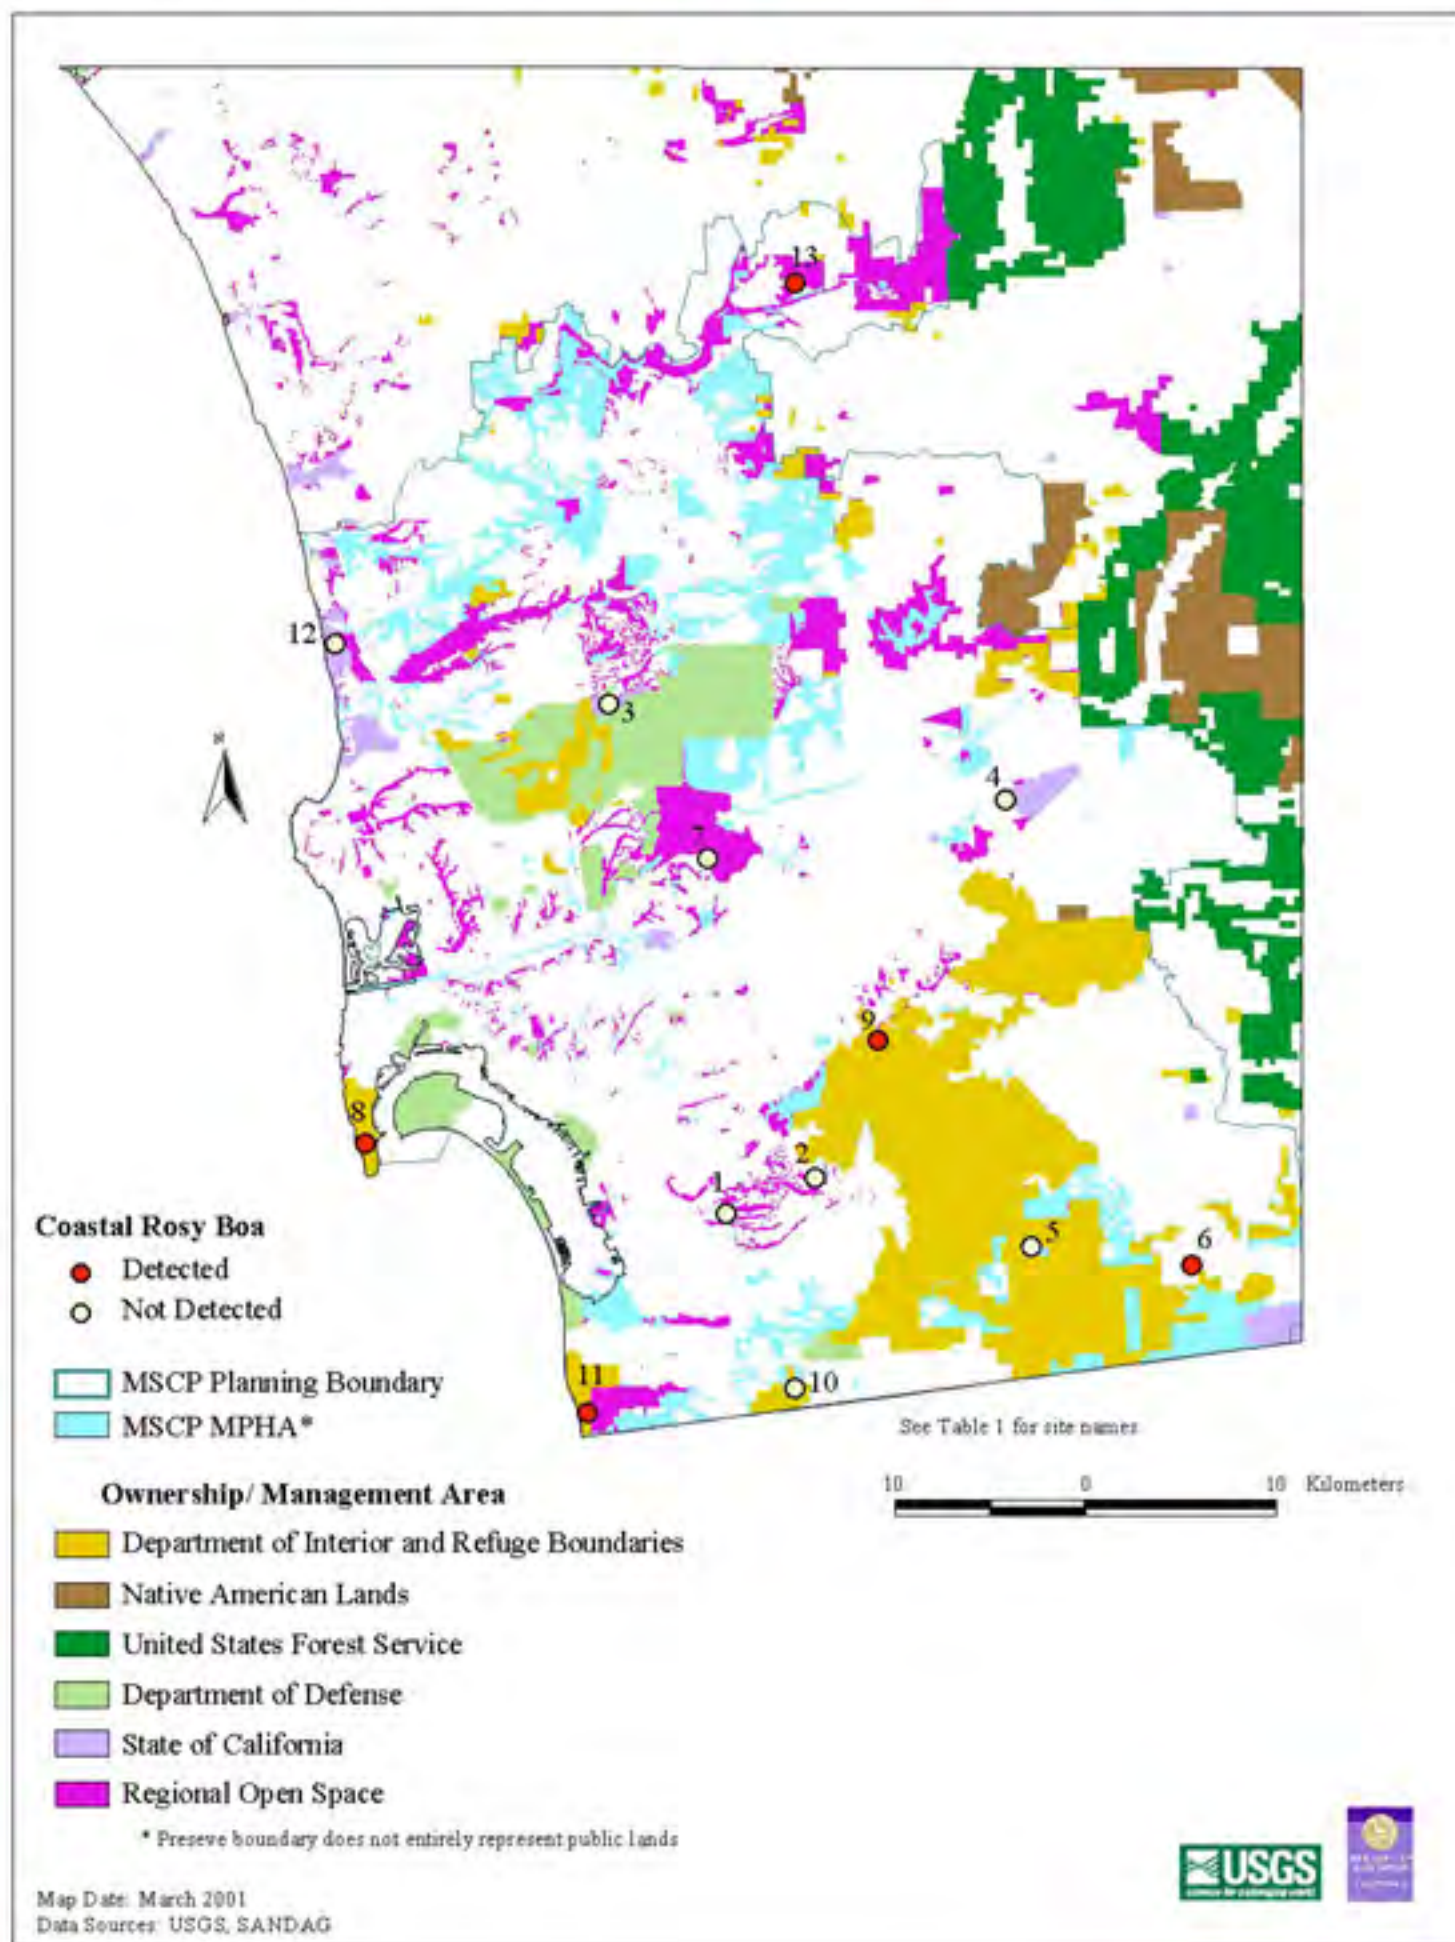 13
12
3
4
7
9
8
2
1
5
6
11
10
Coastal Rosy Boa
Detected
Not Detected
MSCP Planning Boundary
MSCP MPHA*
See Table 1 for site names
10 0 10 Kilometers
Ownership/ Management Area
Department of Interior and Refuge Boundaries
Native American Lands
United States Forest Service
Department of Defense
State of California
Regional Open Space
* Preseve boundary does not entirely represent public lands
USGS
science for a changing world
Map Date: March 2001
Data Sources: USGS, SANDAG